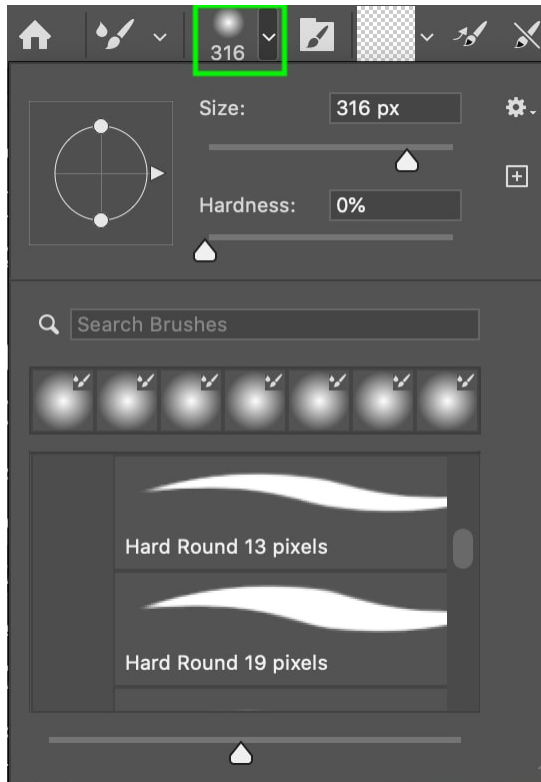 316
Size:
316 px
Hardness:
0%
Search Brushes
Hard Round 13 pixels
Hard Round 19 pixels